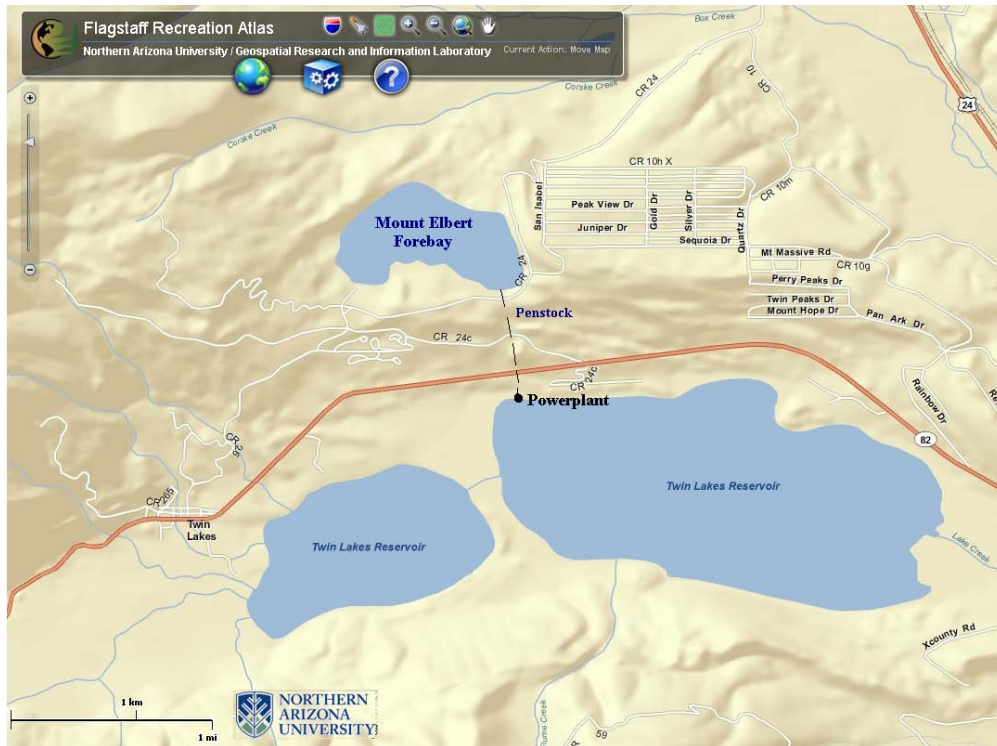 Flagstaff Recreation Atlas
Northern Arizona University / Geospatial Research and Information Laboratory
Current Action: Move Map
Box Creek
CR 10
24
CR 24
Corske Creek
Corske Creek
CR 10h X
CR 10m
San Isabel
Peak View Dr
Gold Dr
Silver Dr
Quartz Dr
Juniper Dr
Sequoia Dr
Mount Elbert
Forebay
CR 24
Mt Massive Rd
CR 10g
Perry Peaks Dr
Twin Peaks Dr
Mount Hope Dr
Pan Ark Dr
Penstock
CR 24c
CR 24c
Powerplant
Rainbow Dr
82
CR 26
CR 265
Twin
Lakes
Twin Lakes Reservoir
Twin Lakes Reservoir
Lake Creek
Xcounty Rd
1 km
1 mi
NORTHERN
ARIZONA
UNIVERSITY
59